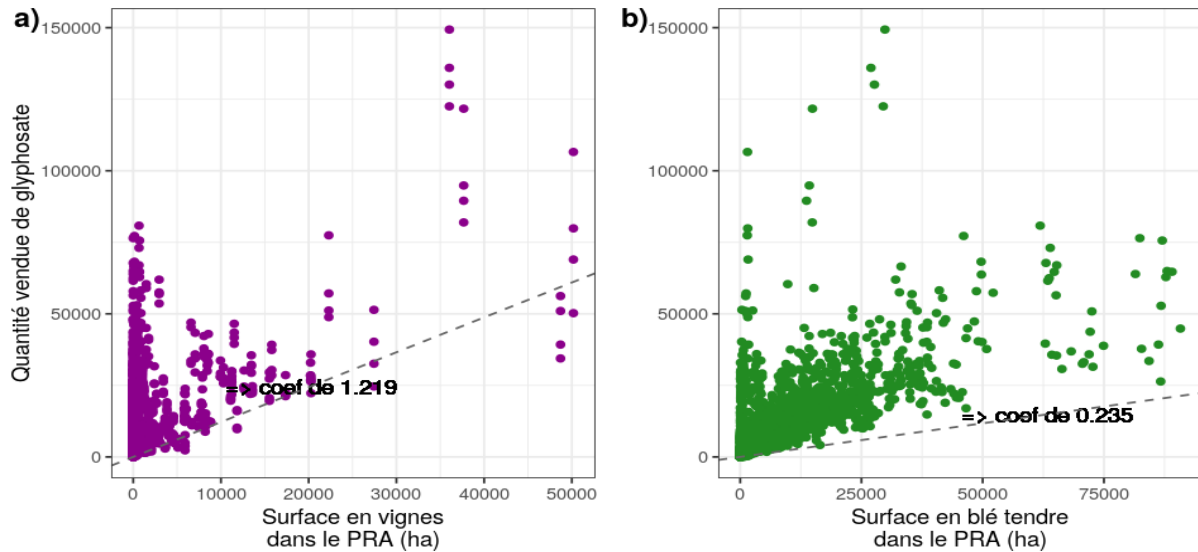 a)
Quantité vendue de glyphosate
150000
100000
50000
0
=> coef de 1.219
0 10000 20000 30000 40000 50000
Surface en vignes
dans le PRA (ha)
b)
150000
100000
50000
0
=> coef de 0.235
0 25000 50000 75000
Surface en blé tendre
dans le PRA (ha)